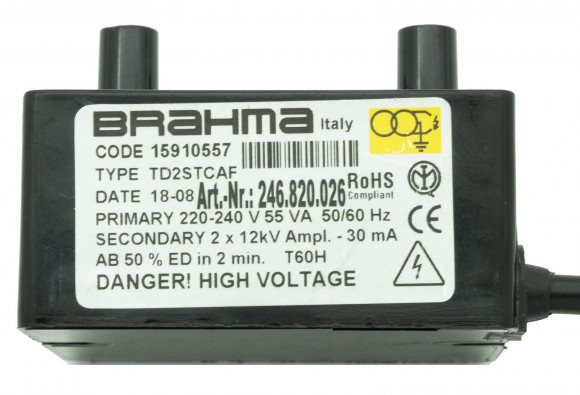 BRAHMA Italy
CODE 15910557
TYPE TD2STCAF
DATE 18-08 Art.-Nr.: 246.820.026 RoHS
Compliant
PRIMARY 220-240 V 55 VA 50/60 Hz
SECONDARY 2 x 12kV Ampl. - 30 mA
CE
AB 50 % ED in 2 min. T60H
DANGER! HIGH VOLTAGE